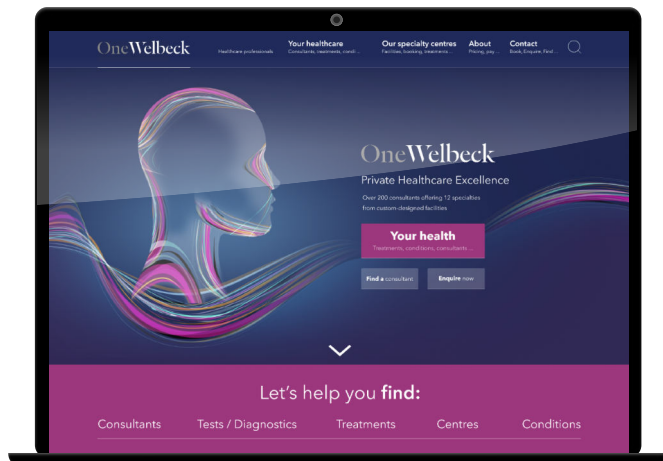 OneWelbeck
Healthcare professionals
Your healthcare
Consultants, treatments, condi ...
Our specialty centres
Facilities, booking, treatments ...
About
Pricing, pay ...
Contact
Book, Enquire, Find ...
OneWelbeck
Private Healthcare Excellence
Over 200 consultants offering 12 specialties
from custom-designed facilities
Your health
Treatments, conditions, consultants ...
Find a consultant
Enquire now
Let's help you find:
Consultants
Tests / Diagnostics
Treatments
Centres
Conditions